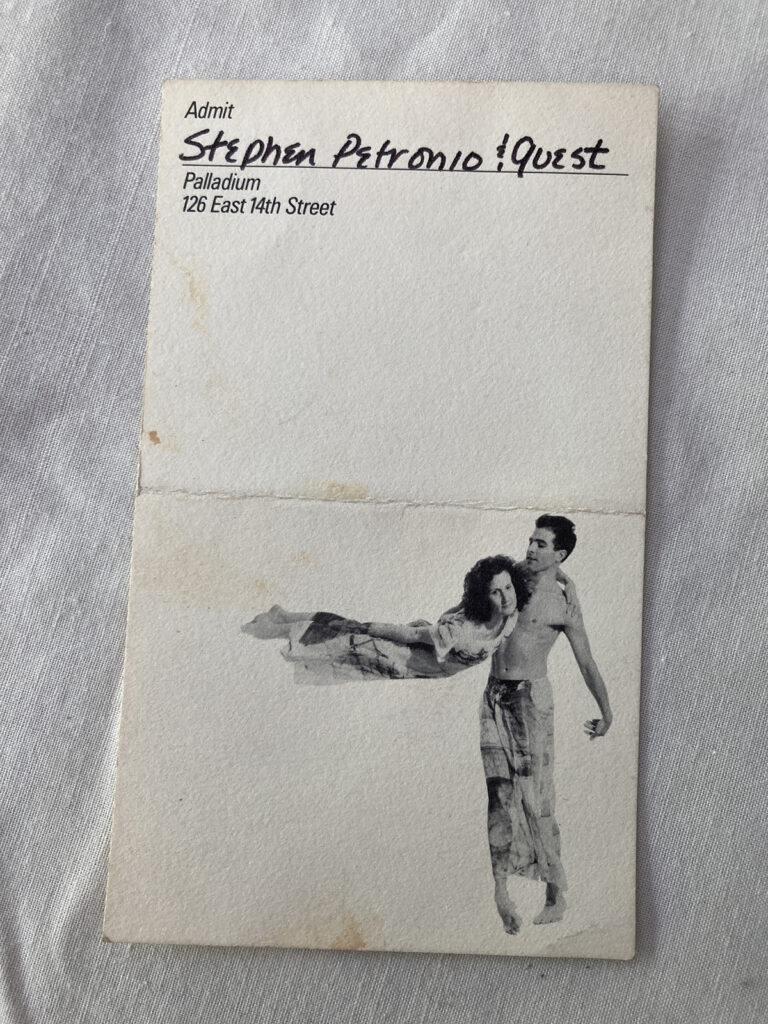 Admit
Stephen Petronio & Guest
Palladium
126 East 14th Street